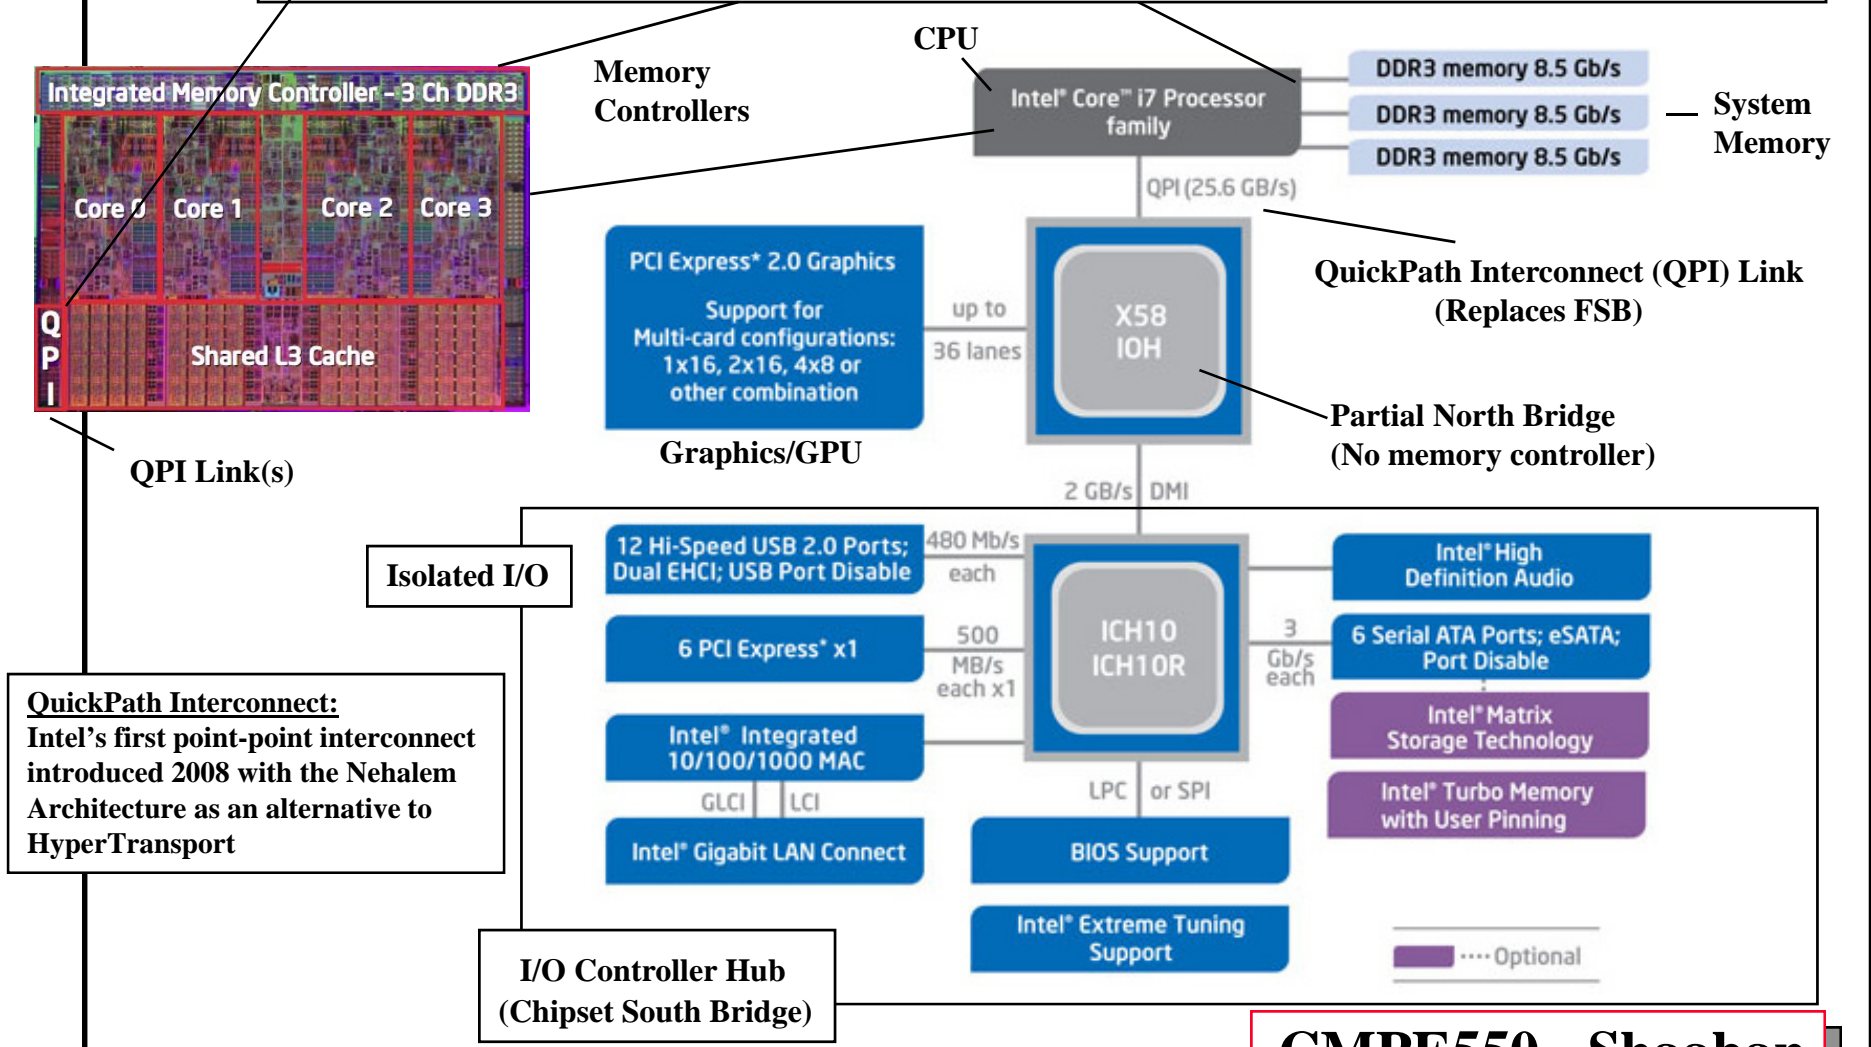 CPU
Memory
Controllers
Integrated Memory Controller - 3 Ch DDR3
Core 0
Core 1
Core 2
Core 3
Q
P
I
Shared L3 Cache
QPI Link(s)
Intel® Core™ i7 Processor
family
DDR3 memory 8.5 Gb/s
DDR3 memory 8.5 Gb/s
DDR3 memory 8.5 Gb/s
System
Memory
QPI (25.6 GB/s)
QuickPath Interconnect (QPI) Link
(Replaces FSB)
PCI Express* 2.0 Graphics
Support for
Multi-card configurations:
1x16, 2x16, 4x8 or
other combination
up to
36 lanes
X58
IOH
Graphics/GPU
Partial North Bridge
(No memory controller)
2 GB/s DMI
Isolated I/O
12 Hi-Speed USB 2.0 Ports;
Dual EHCI; USB Port Disable
480 Mb/s
each
6 PCI Express* x1
500
MB/s
each x1
ICH10
ICH10R
Intel® High
Definition Audio
3
Gb/s
each
6 Serial ATA Ports; eSATA;
Port Disable
Intel® Matrix
Storage Technology
Intel® Turbo Memory
with User Pinning
Intel® Integrated
10/100/1000 MAC
GLCI
LCI
Intel® Gigabit LAN Connect
LPC or SPI
BIOS Support
Intel® Extreme Tuning
Support
Optional
QuickPath Interconnect:
Intel's first point-point interconnect
introduced 2008 with the Nehalem
Architecture as an alternative to
HyperTransport
I/O Controller Hub
(Chipset South Bridge)
CMPE550 - Shaaban